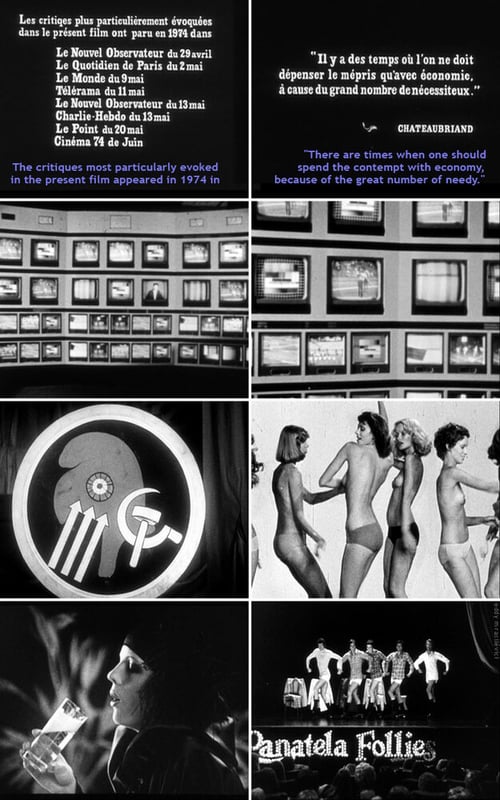 Les critiqes plus particulièrement évoquées
dans le présent film ont paru en 1974 dans
Le Nouvel Observateur du 29 avril
Le Quotidien de Paris du 2 mai
Le Monde du 9 mai
Télérama du 11 mai
Le Nouvel Observateur du 13 mai
Charlie-Hebdo du 13 mai
Le Point du 20 mai
Cinéma 74 de Juin
The critiques most particularly evoked
in the present film appeared in 1974 in
“Il y a des temps où l'on ne doit
dépenser le mépris qu'avec économie,
à cause du grand nombre de nécessiteux.”
CHATEAUBRIAND
"There are times when one should
spend the contempt with economy,
because of the great number of needy."
Panatela Follies